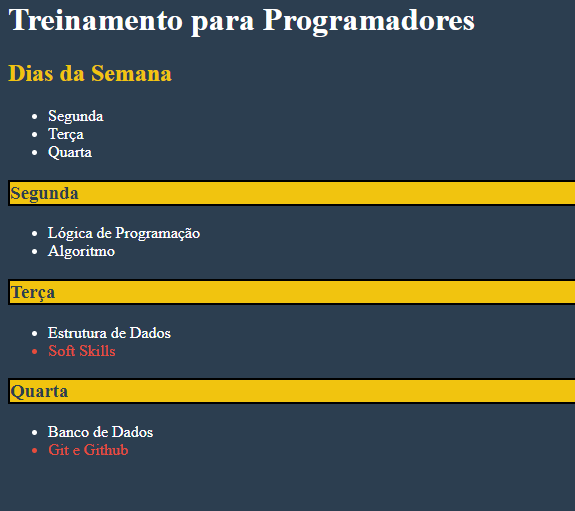 Treinamento para Programadores
Dias da Semana
Segunda
Terça
Quarta
Segunda
Lógica de Programação
Algoritmo
Terça
Estrutura de Dados
Soft Skills
Quarta
Banco de Dados
Git e Github